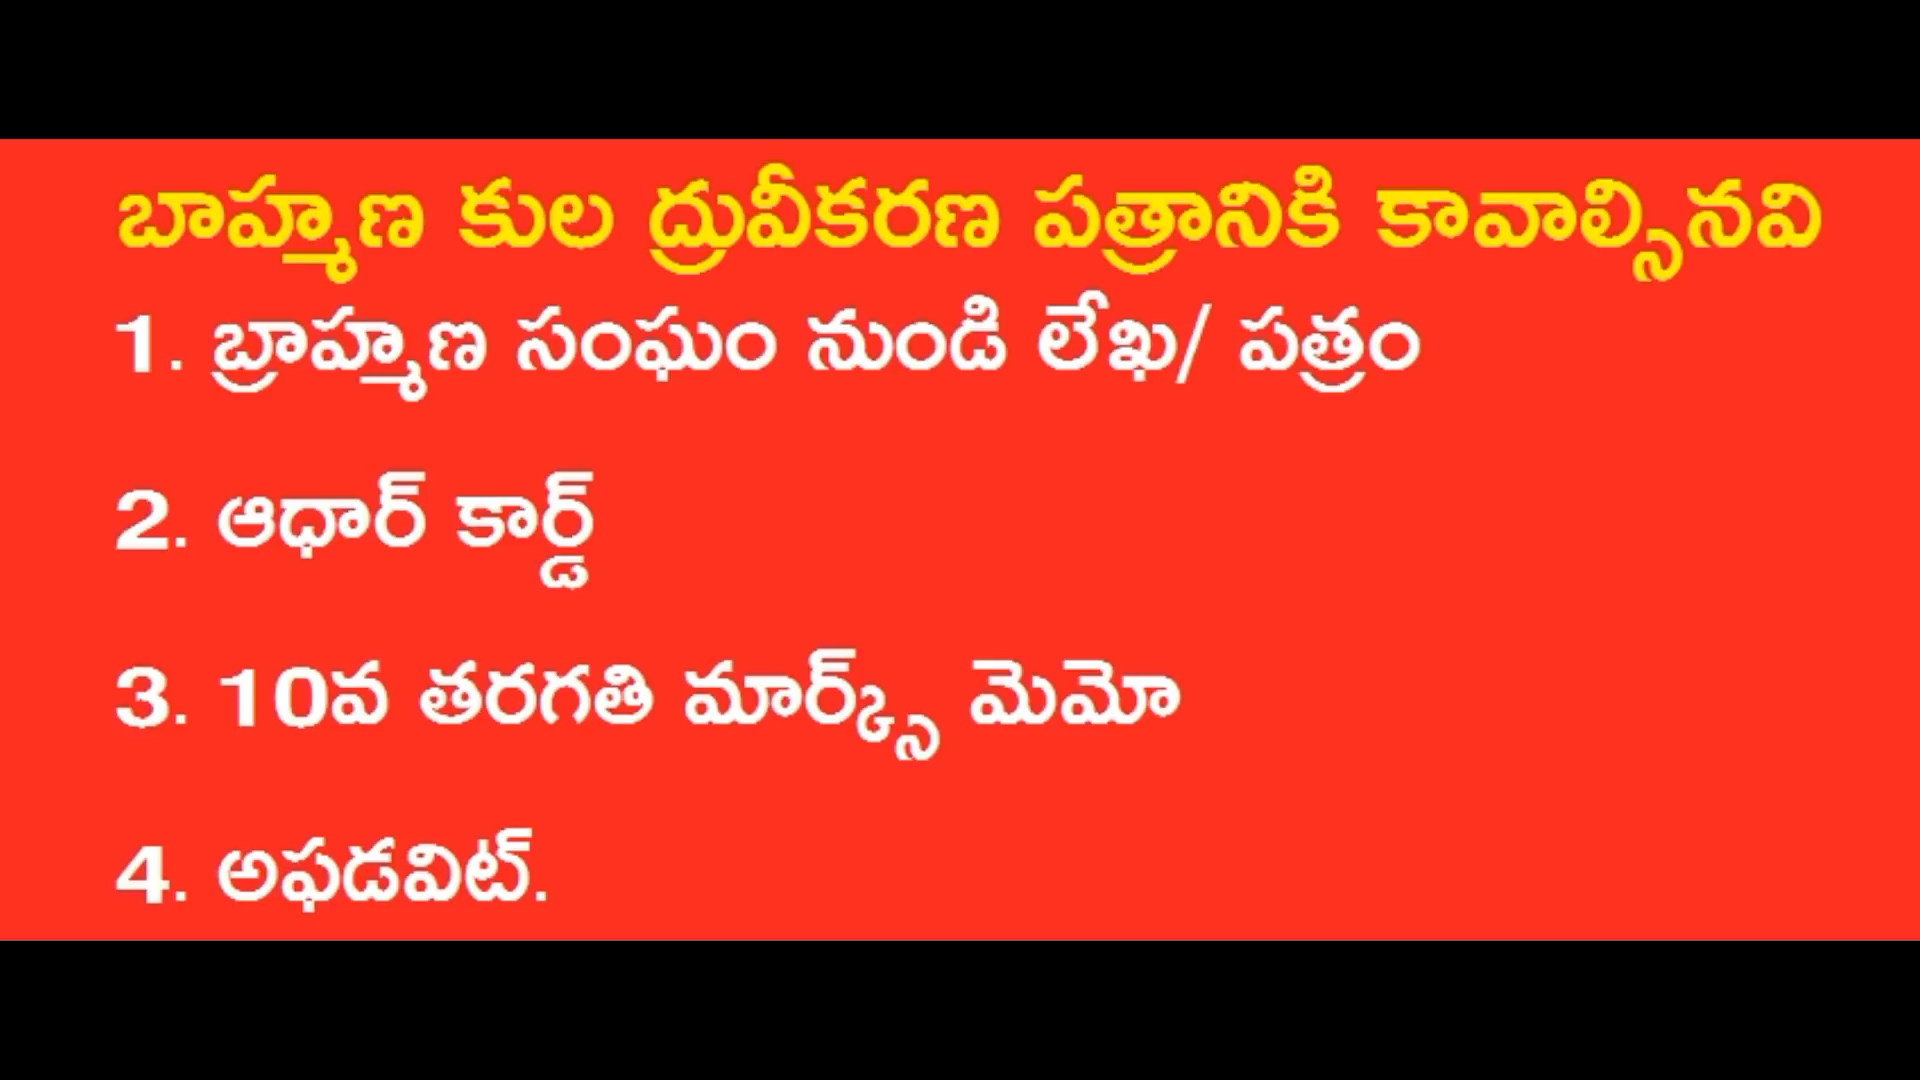 బాహ్మణ కుల ద్రువీకరణ పత్రానికి కావాల్సినవి
1. బ్రాహ్మణ సంఘం నుండి లేఖ/ పత్రం
2. ఆధార్ కార్డ్
3. 10వ తరగతి మార్క్స్ మెమో
4. అఫడవిట్.